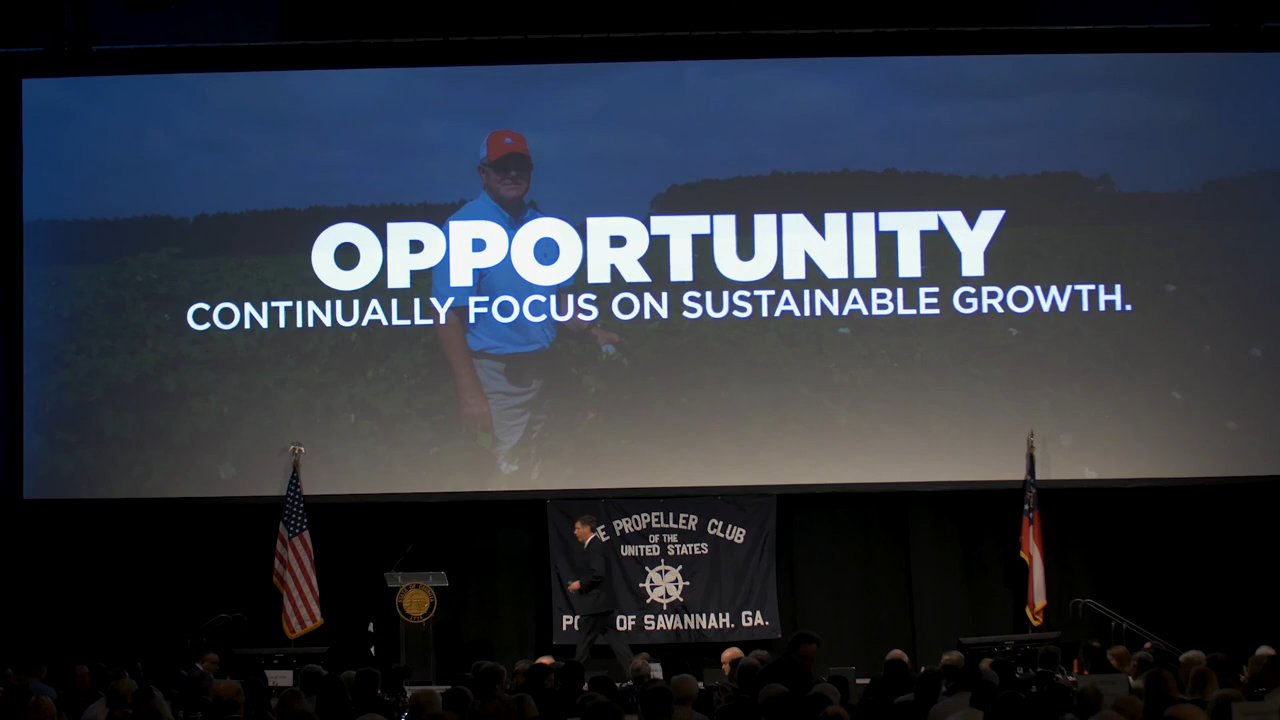 OPPORTUNITY
CONTINUALLY FOCUS ON SUSTAINABLE GROWTH.
PROPELLER CLUB
OF THE
UNITED STATES
OF SAVANNAH. GA.